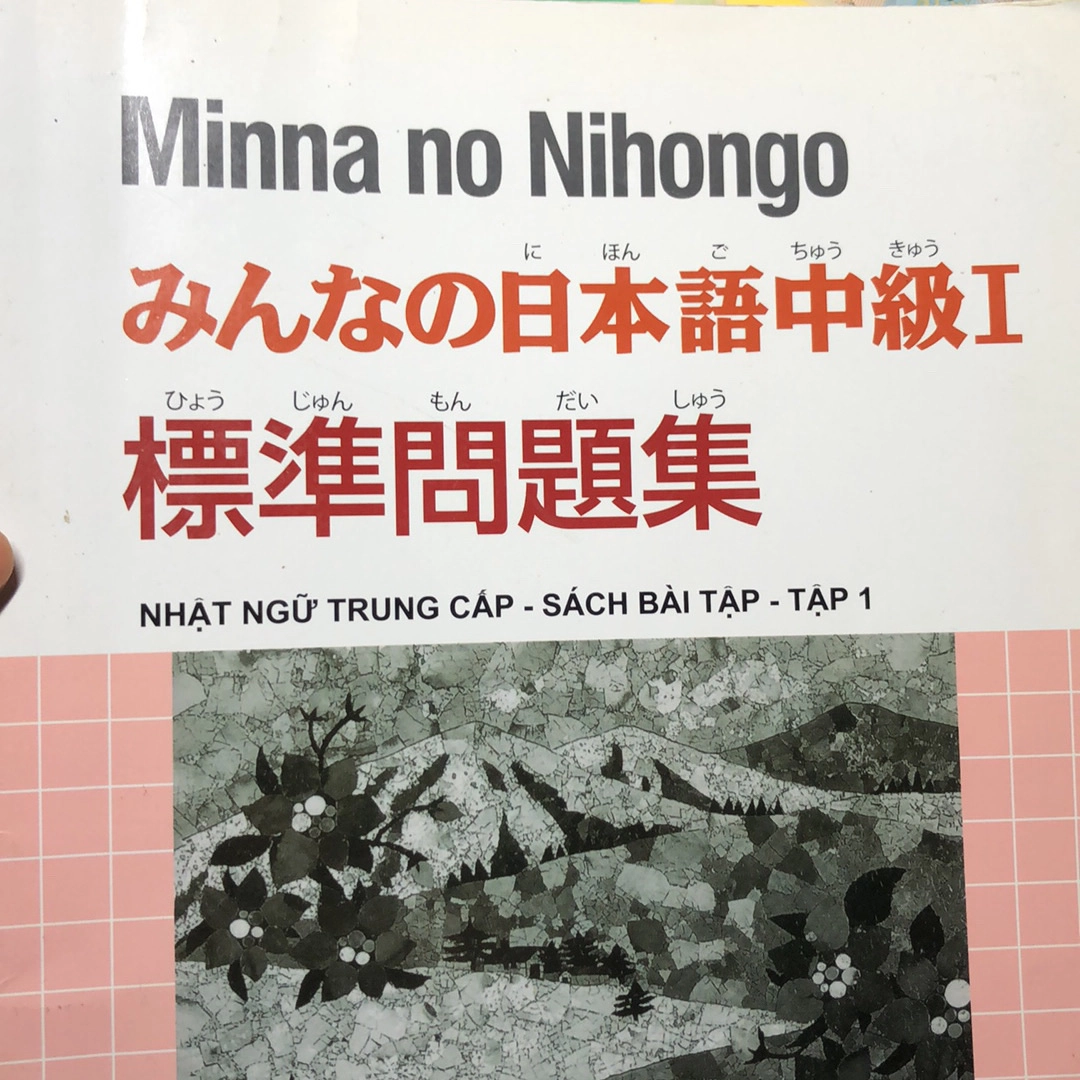 Minna no Nihongo
に ほん ご ちゅう きゅう
みんなの日本語中級I
ひょう じゅん もん だい しゅう
標準問題集
NHẬT NGỮ TRUNG CẤP - SÁCH BÀI TẬP - TẬP 1